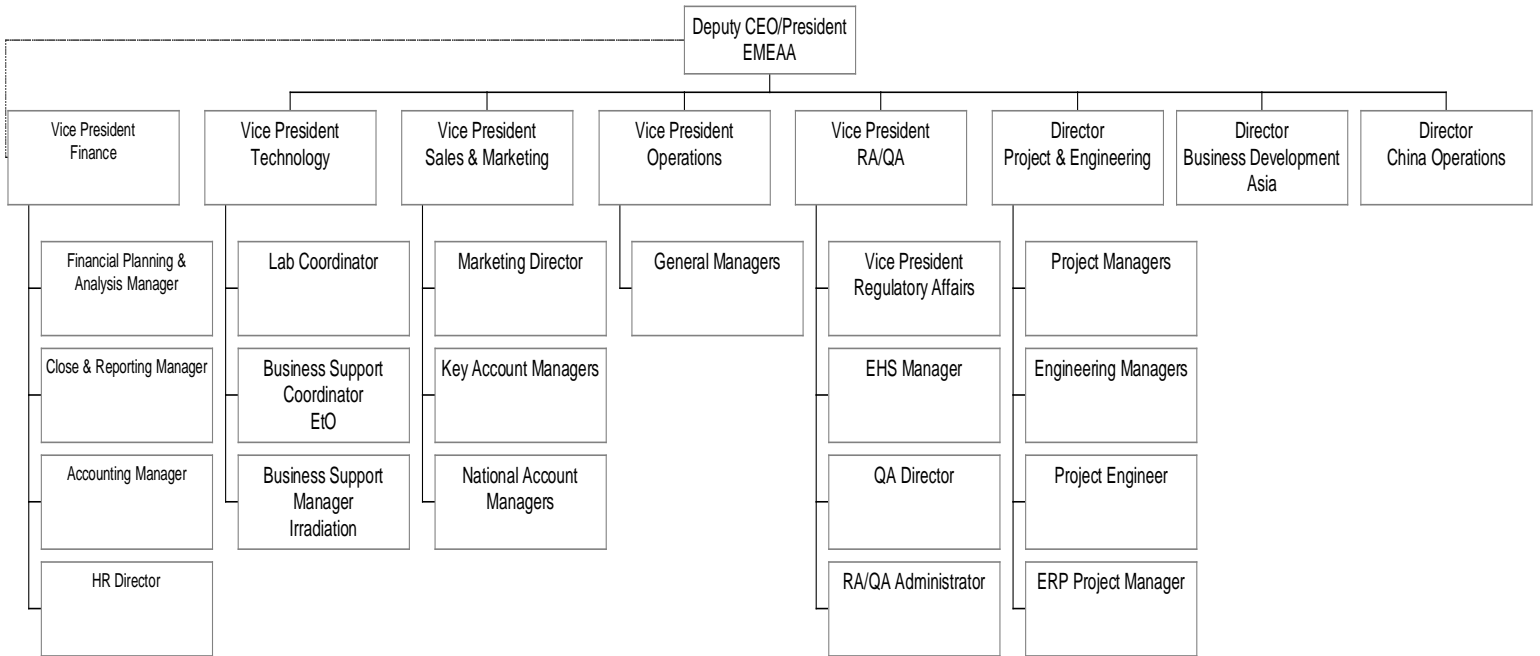 Deputy CEO/President
EMEAA
Vice President
Finance
Vice President
Technology
Vice President
Sales & Marketing
Vice President
Operations
Vice President
RA/QA
Director
Project & Engineering
Director
Business Development
Asia
Director
China Operations
Financial Planning &
Analysis Manager
Lab Coordinator
Marketing Director
General Managers
Vice President
Regulatory Affairs
Project Managers
Close & Reporting Manager
Business Support
Coordinator
EtO
Key Account Managers
EHS Manager
Engineering Managers
Accounting Manager
Business Support
Manager
Irradiation
National Account
Managers
QA Director
Project Engineer
HR Director
RA/QA Administrator
ERP Project Manager